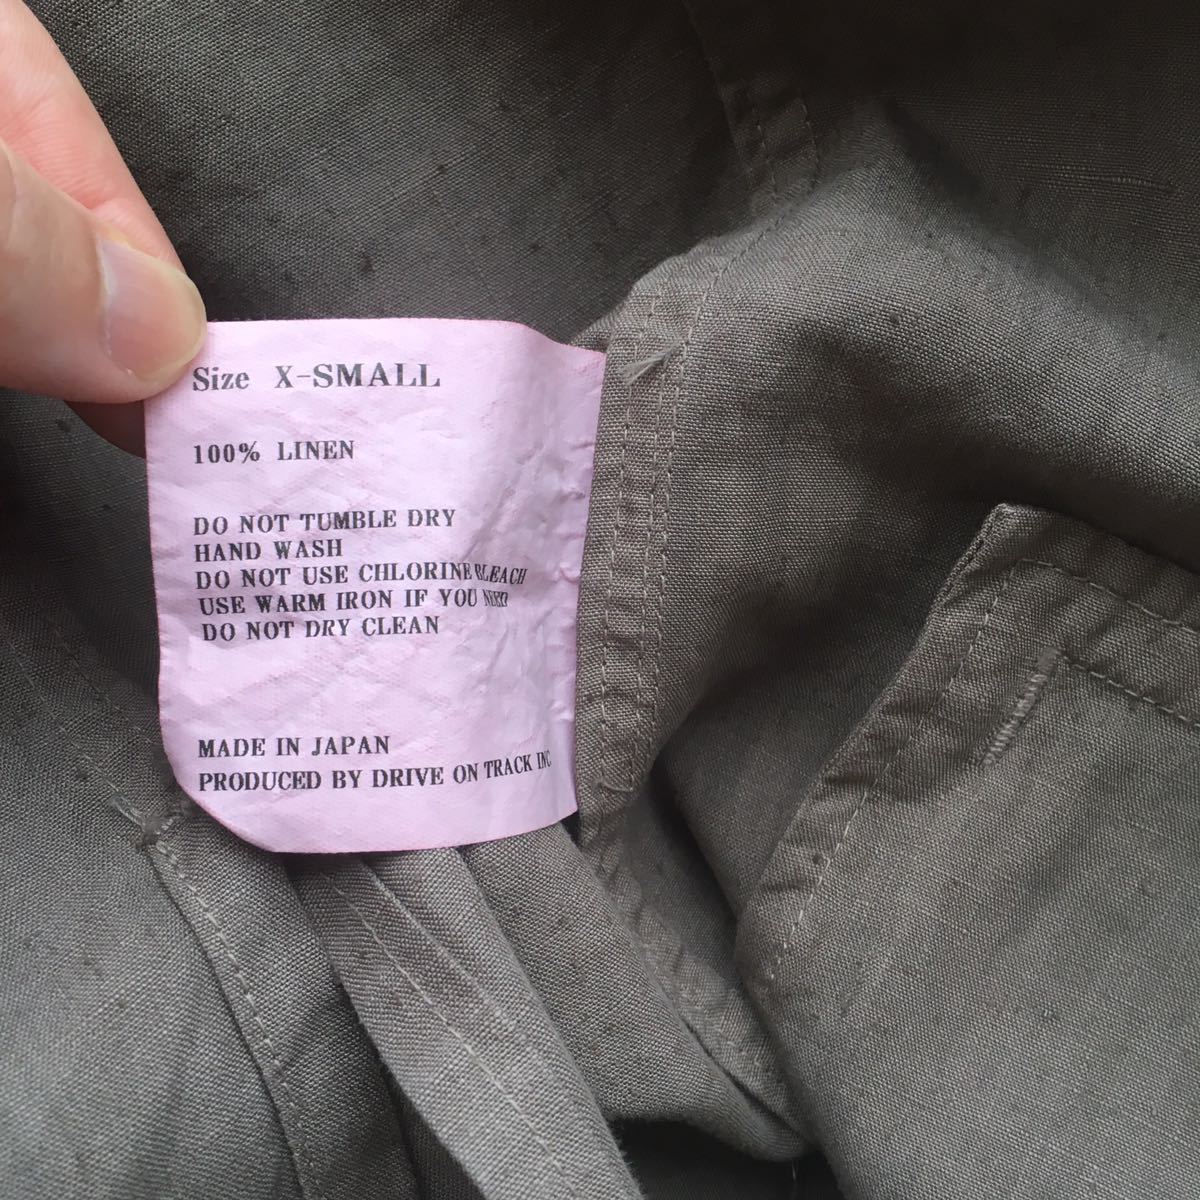 Size X-SMALL
100% LINEN
DO NOT TUMBLE DRY
HAND WASH
DO NOT USE CHLORINE BLEACH
USE WARM IRON IF YOU NEED
DO NOT DRY CLEAN
MADE IN JAPAN
PRODUCED BY DRIVE ON TRACK INC